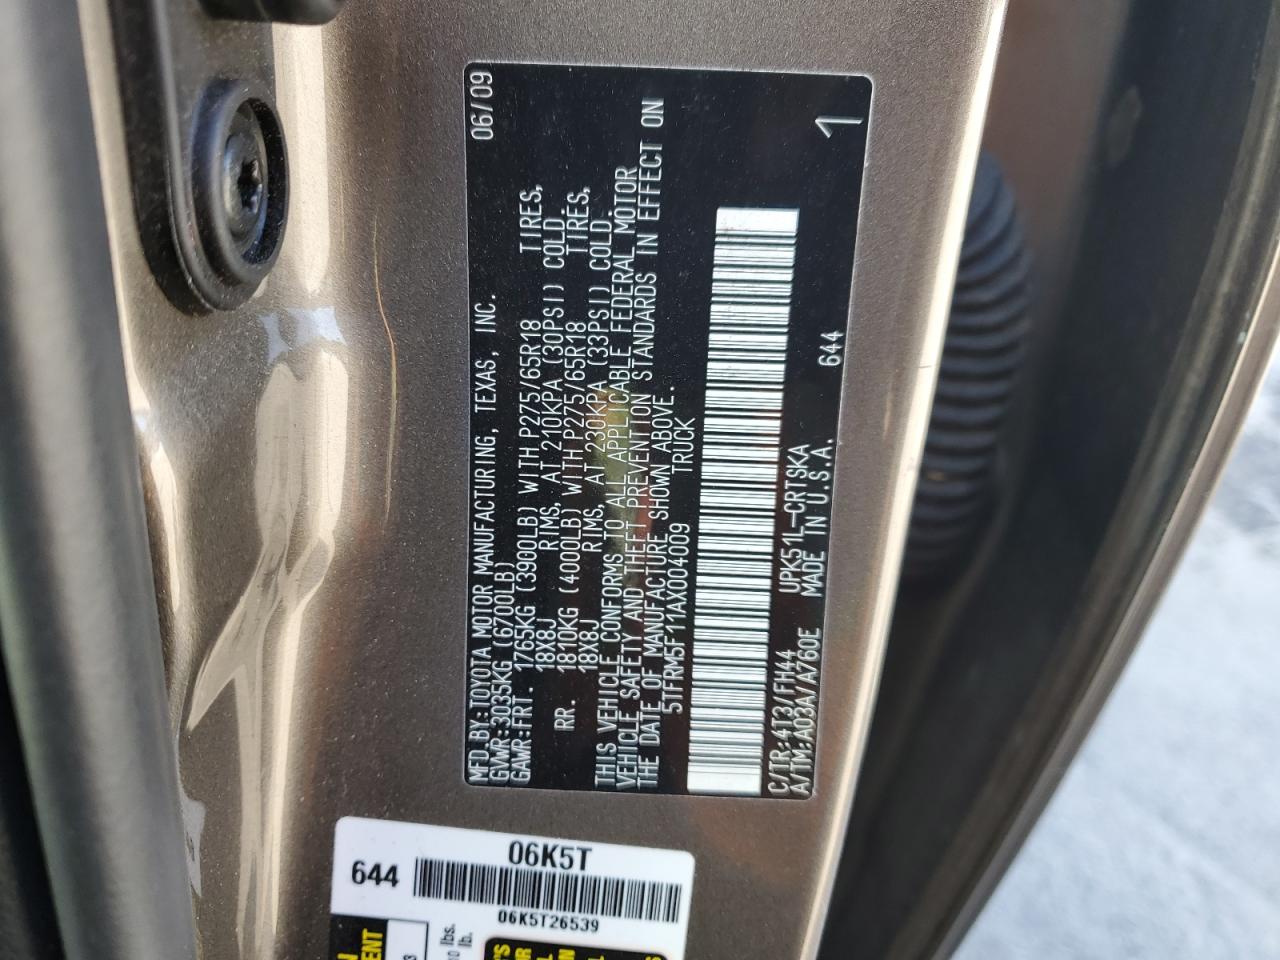 MFD.BY:TOYOTA MOTOR MANUFACTURING, TEXAS, INC. 06/09
GVWR:3035KG (6700LB)
GAWR:FRT. 1765KG (3900LB) WITH P275/65R18 TIRES,
18X8J RIMS, AT 210KPA (30PSI) COLD.
RR. 1810KG (4000LB) WITH P275/65R18 TIRES,
18X8J RIMS, AT 230KPA (33PSI) COLD.
THIS VEHICLE CONFORMS TO ALL APPLICABLE FEDERAL MOTOR
VEHICLE SAFETY AND THEFT PREVENTION STANDARDS IN EFFECT ON
THE DATE OF MANUFACTURE SHOWN ABOVE.
5TFRM5F11AX004009 TRUCK
C/TR:4T3/FH44 UPK51L-CRTSKA 644
A/TM:A03A/A760E MADE IN U.S.A.
1
06K5T
644
06K5T26539
lbs.
lb.